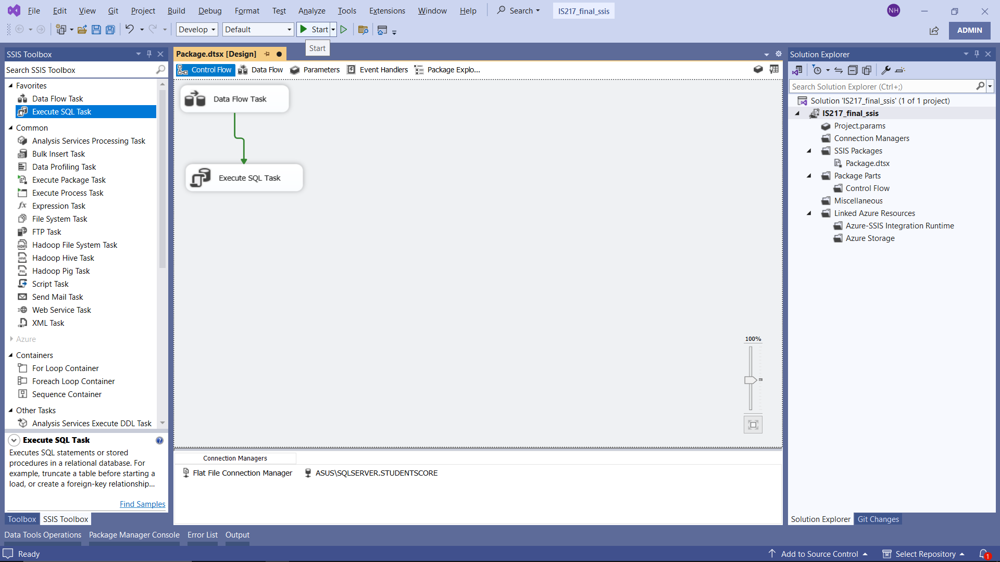 File Edit View Git Project Build Debug Format Test Analyze Tools Extensions Window Help Search IS217_final_ssis NH
Develop Default Start ADMIN
Start
SSIS Toolbox
Search SSIS Toolbox
Favorites
Data Flow Task
Execute SQL Task
Common
Analysis Services Processing Task
Bulk Insert Task
Data Profiling Task
Execute Package Task
Execute Process Task
Expression Task
File System Task
FTP Task
Hadoop File System Task
Hadoop Hive Task
Hadoop Pig Task
Script Task
Send Mail Task
Web Service Task
XML Task
Azure
Containers
For Loop Container
Foreach Loop Container
Sequence Container
Other Tasks
Analysis Services Execute DDL Task
Execute SQL Task
Executes SQL statements or stored
procedures in a relational database. For
example, truncate a table before starting a
load, or create a foreign-key relationship...
Find Samples
Toolbox SSIS Toolbox
Package.dtsx [Design]
Control Flow Data Flow Parameters Event Handlers Package Explo...
Data Flow Task
Execute SQL Task
100%
Connection Managers
Flat File Connection Manager ASUS\SQLSERVER.STUDENTSCORE
Solution Explorer
Search Solution Explorer (Ctrl+;)
Solution 'IS217_final_ssis' (1 of 1 project)
IS217_final_ssis
Project.params
Connection Managers
SSIS Packages
Package.dtsx
Package Parts
Control Flow
Miscellaneous
Linked Azure Resources
Azure-SSIS Integration Runtime
Azure Storage
Solution Explorer Git Changes
Data Tools Operations Package Manager Console Error List Output
Ready Add to Source Control Select Repository 1